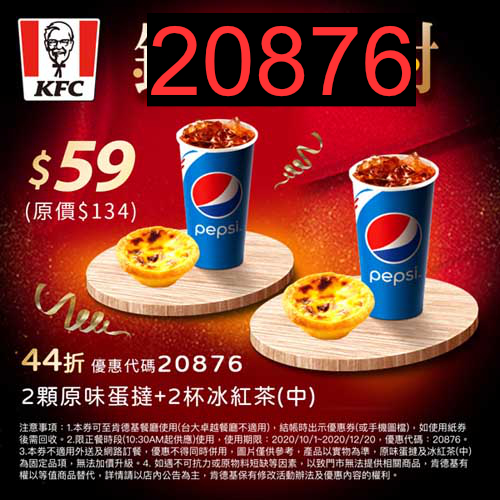 KFC
20876
$59
(原價$134)
pepsi
pepsi
44折 優惠代碼20876
2顆原味蛋撻+2杯冰紅茶(中)
注意事項：1.本券可至肯德基餐廳使用(台大卓越餐廳不適用)，結帳時出示優惠券(或手機圖檔)，如使用紙券
後需回收。2.限正餐時段(10:30AM起供應)使用，使用期限：2020/10/1~2020/12/20，優惠代碼：20876。
3.本券不適用外送及網路訂餐，優惠不得同時併用，圖片僅供參考，產品以實物為準，原味蛋撻及冰紅茶(中)
為固定品項，無法加價升級。4. 如遇不可抗力或原物料短缺等因素，以致門市無法提供相關商品，肯德基有
權以等值商品替代，詳情請以店內公告為主，肯德基保有修改活動辦法及優惠內容的權利。